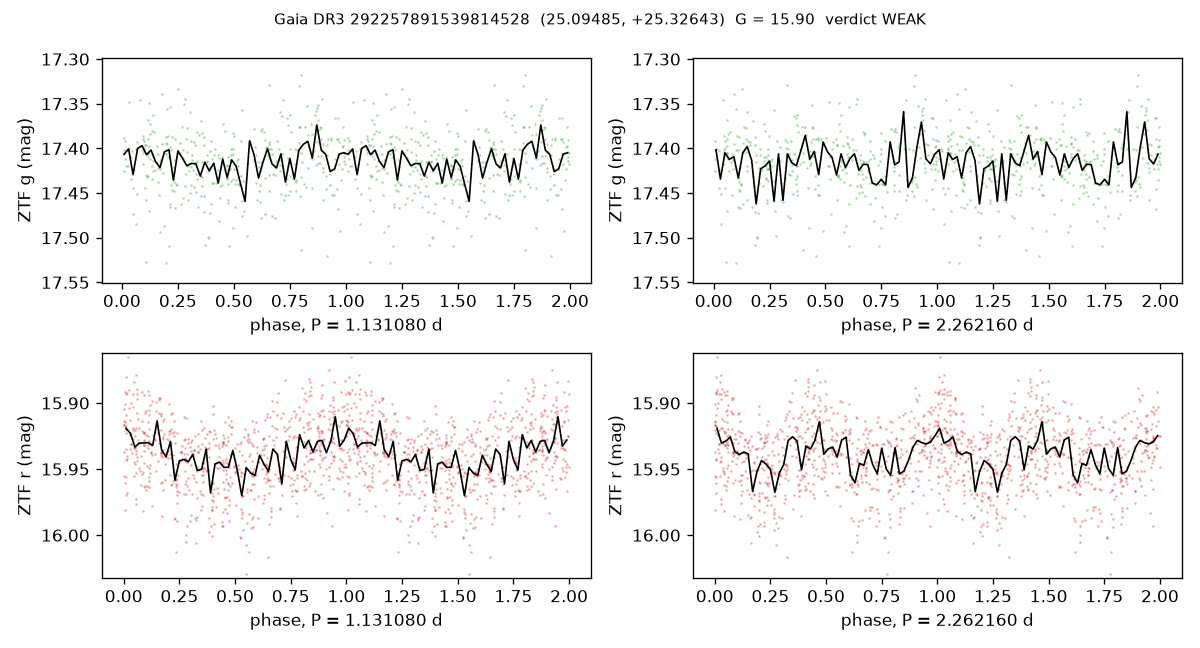 Gaia DR3 292257891539814528  (25.09485, +25.32643)  G = 15.90  verdict WEAK
17.30
17.35
17.40
17.45
17.50
17.55
ZTF g (mag)
0.00 0.25 0.50 0.75 1.00 1.25 1.50 1.75 2.00
phase, P = 1.131080 d
17.30
17.35
17.40
17.45
17.50
17.55
ZTF g (mag)
0.00 0.25 0.50 0.75 1.00 1.25 1.50 1.75 2.00
phase, P = 2.262160 d
15.90
15.95
16.00
ZTF r (mag)
0.00 0.25 0.50 0.75 1.00 1.25 1.50 1.75 2.00
phase, P = 1.131080 d
15.90
15.95
16.00
ZTF r (mag)
0.00 0.25 0.50 0.75 1.00 1.25 1.50 1.75 2.00
phase, P = 2.262160 d